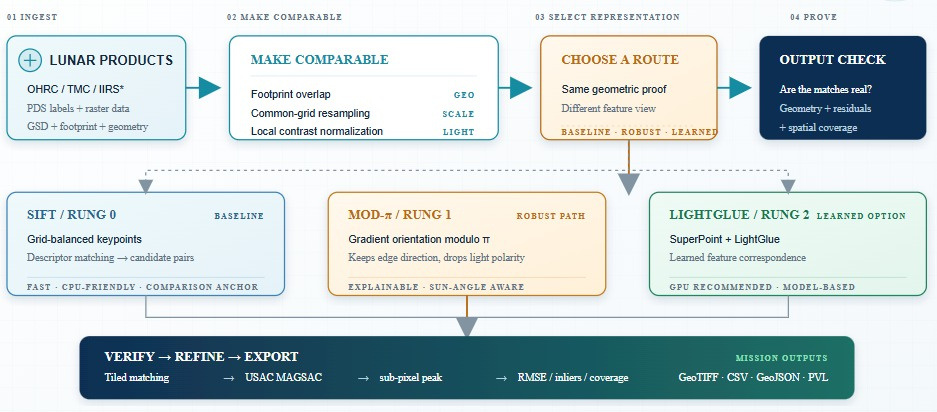 01 INGEST
02 MAKE COMPARABLE
03 SELECT REPRESENTATION
04 PROVE
LUNAR PRODUCTS
OHRC / TMC / IIRS*
PDS labels + raster data
GSD + footprint + geometry
MAKE COMPARABLE
Footprint overlap GEO
Common-grid resampling SCALE
Local contrast normalization LIGHT
CHOOSE A ROUTE
Same geometric proof
Different feature view
BASELINE · ROBUST · LEARNED
OUTPUT CHECK
Are the matches real?
Geometry + residuals
+ spatial coverage
SIFT / RUNG 0 BASELINE
Grid-balanced keypoints
Descriptor matching → candidate pairs
FAST · CPU-FRIENDLY · COMPARISON ANCHOR
MOD-π / RUNG 1 ROBUST PATH
Gradient orientation modulo π
Keeps edge direction, drops light polarity
EXPLAINABLE · SUN-ANGLE AWARE
LIGHTGLUE / RUNG 2 LEARNED OPTION
SuperPoint + LightGlue
Learned feature correspondence
GPU RECOMMENDED · MODEL-BASED
VERIFY → REFINE → EXPORT
MISSION OUTPUTS
Tiled matching → USAC MAGSAC → sub-pixel peak → RMSE / inliers / coverage
GeoTIFF · CSV · GeoJSON · PVL